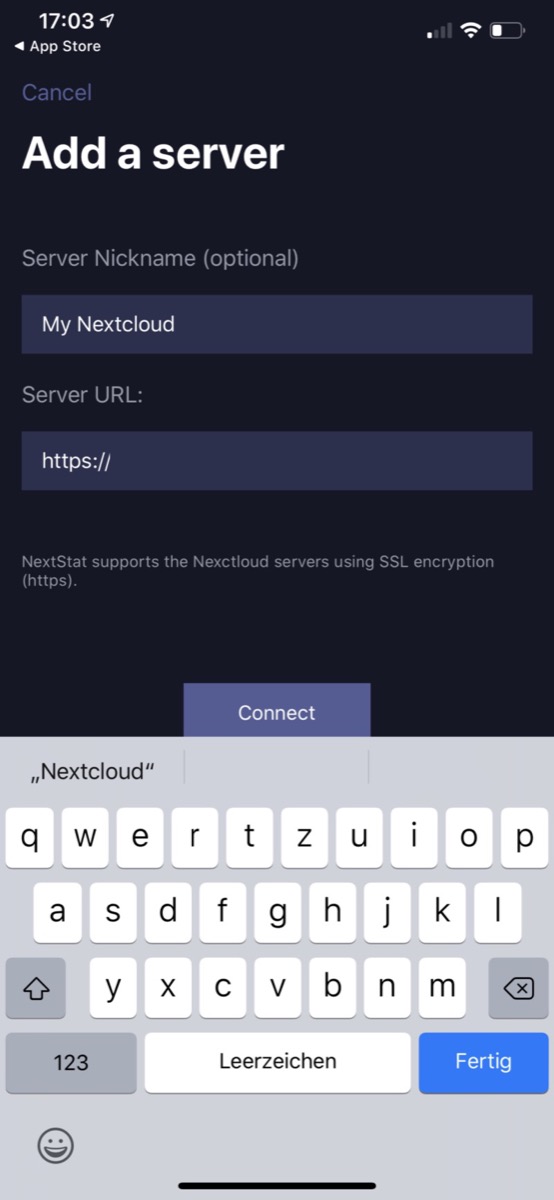 17:03
◀ App Store
Cancel
Add a server
Server Nickname (optional)
My Nextcloud
Server URL:
https://
NextStat supports the Nexctloud servers using SSL encryption
(https).
Connect
„Nextcloud“
q w e r t z u i o p
a s d f g h j k l
y x c v b n m
123 Leerzeichen Fertig